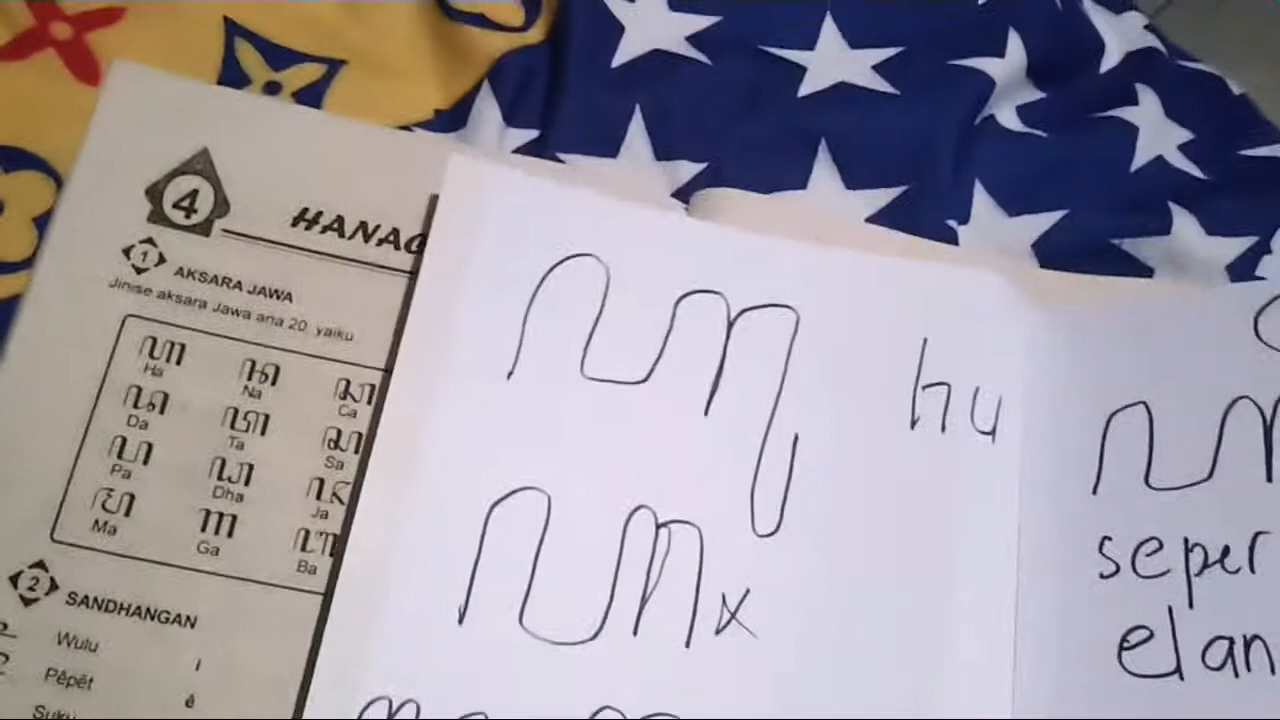 4
HANAC
1 AKSARA JAWA
Jinise aksara Jawa ana 20 yaiku
ꦲ ꦤ ꦕ
Ha Na Ca
ꦢ ꦠ ꦱ
Da Ta Sa
ꦥ ꦝ ꦗ
Pa Dha Ja
ꦩ ꦒ ꦧ
Ma Ga Ba
2 SANDHANGAN
Wulu i
Pêpêt ê
Suku
ꦲꦸ hu
ꦲ x
seper
elan